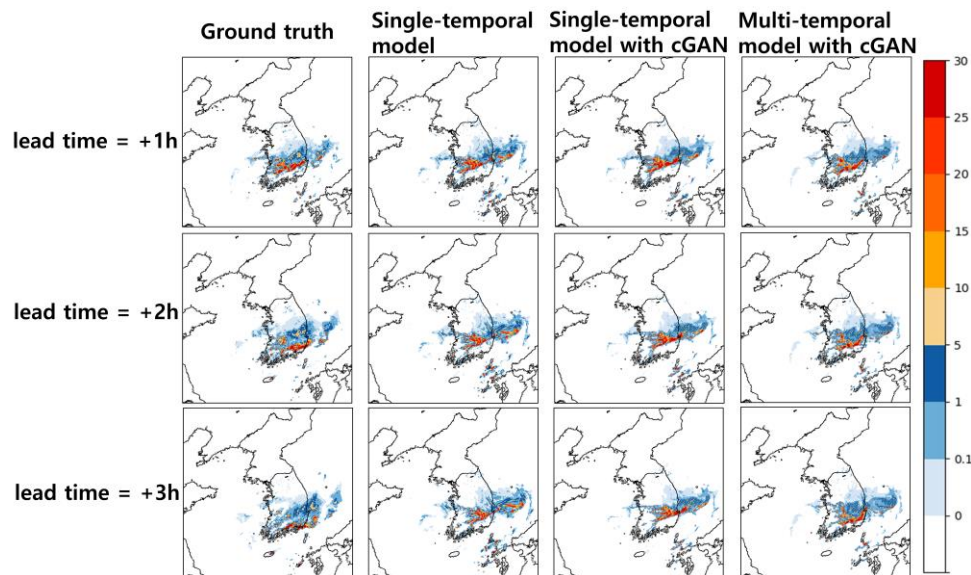 Ground truth
Single-temporal
model
Single-temporal
model with cGAN
Multi-temporal
model with cGAN
lead time = +1h
lead time = +2h
lead time = +3h
30
25
20
15
10
5
1
0.1
0